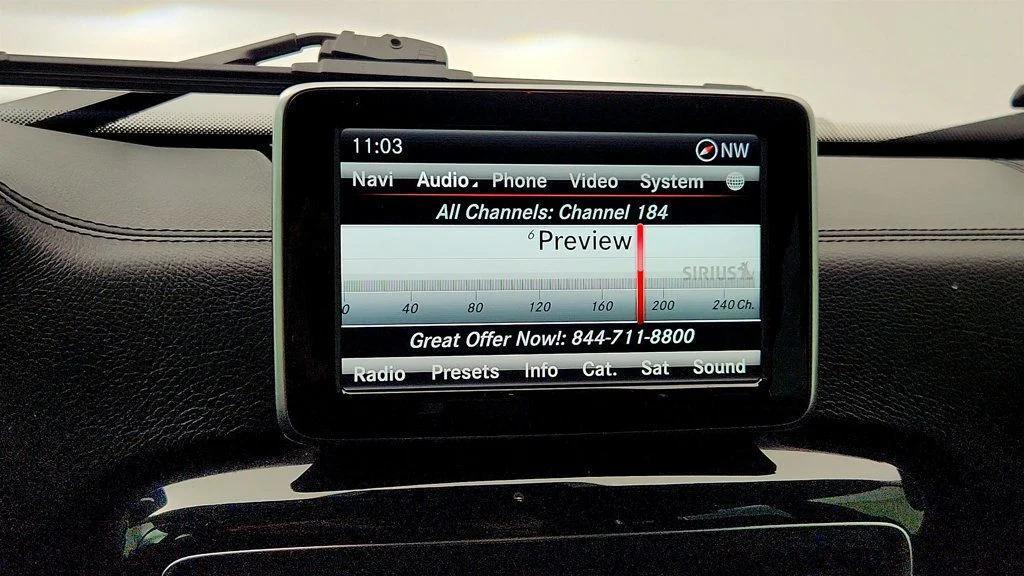 11:03 NW
Navi Audio Phone Video System
All Channels: Channel 184
6 Preview
SIRIUS
0 40 80 120 160 200 240 Ch.
Great Offer Now!: 844-711-8800
Radio Presets Info Cat. Sat Sound